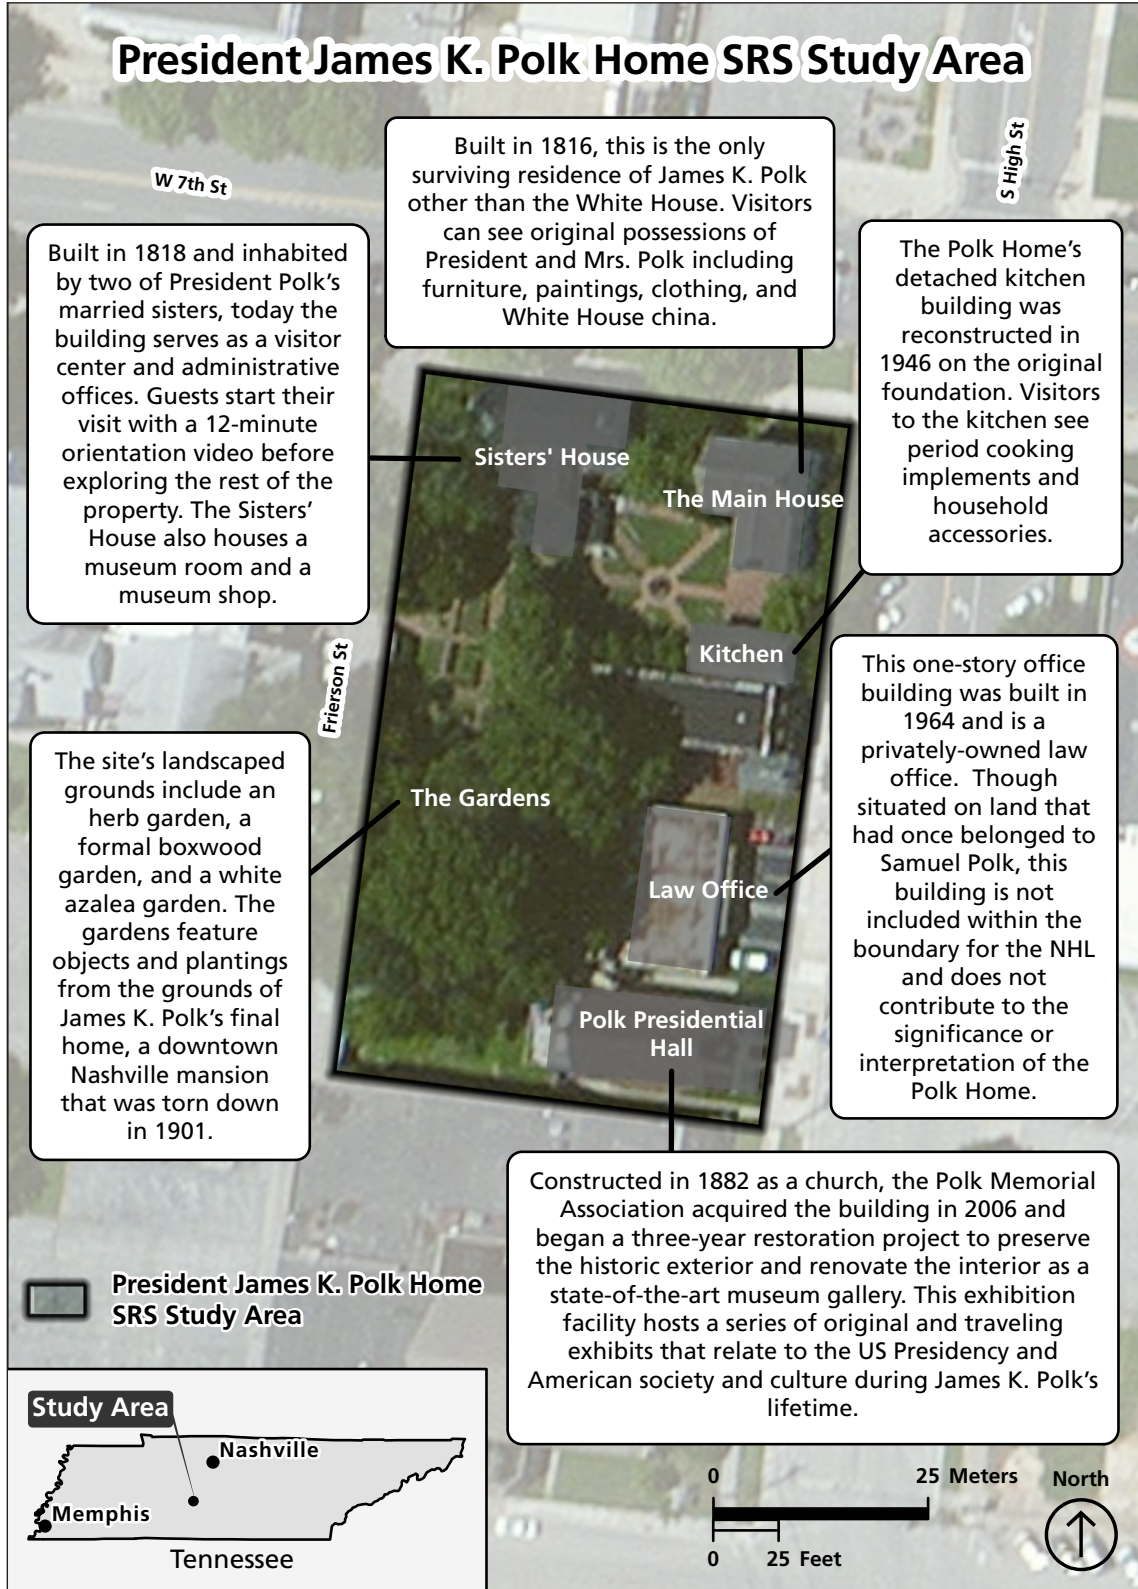 President James K. Polk Home SRS Study Area
W 7th St
S High St
Built in 1816, this is the only
surviving residence of James K. Polk
other than the White House. Visitors
can see original possessions of
President and Mrs. Polk including
furniture, paintings, clothing, and
White House china.
Built in 1818 and inhabited
by two of President Polk's
married sisters, today the
building serves as a visitor
center and administrative
offices. Guests start their
visit with a 12-minute
orientation video before
exploring the rest of the
property. The Sisters'
House also houses a
museum room and a
museum shop.
The Polk Home's
detached kitchen
building was
reconstructed in
1946 on the original
foundation. Visitors
to the kitchen see
period cooking
implements and
household
accessories.
Sisters' House
The Main House
Kitchen
Frierson St
The Gardens
Law Office
Polk Presidential
Hall
This one-story office
building was built in
1964 and is a
privately-owned law
office.  Though
situated on land that
had once belonged to
Samuel Polk, this
building is not
included within the
boundary for the NHL
and does not
contribute to the
significance or
interpretation of the
Polk Home.
The site's landscaped
grounds include an
herb garden, a
formal boxwood
garden, and a white
azalea garden. The
gardens feature
objects and plantings
from the grounds of
James K. Polk's final
home, a downtown
Nashville mansion
that was torn down
in 1901.
Constructed in 1882 as a church, the Polk Memorial
Association acquired the building in 2006 and
began a three-year restoration project to preserve
the historic exterior and renovate the interior as a
state-of-the-art museum gallery. This exhibition
facility hosts a series of original and traveling
exhibits that relate to the US Presidency and
American society and culture during James K. Polk's
lifetime.
President James K. Polk Home
SRS Study Area
Study Area
Nashville
Memphis
Tennessee
0 25 Meters
0 25 Feet
North